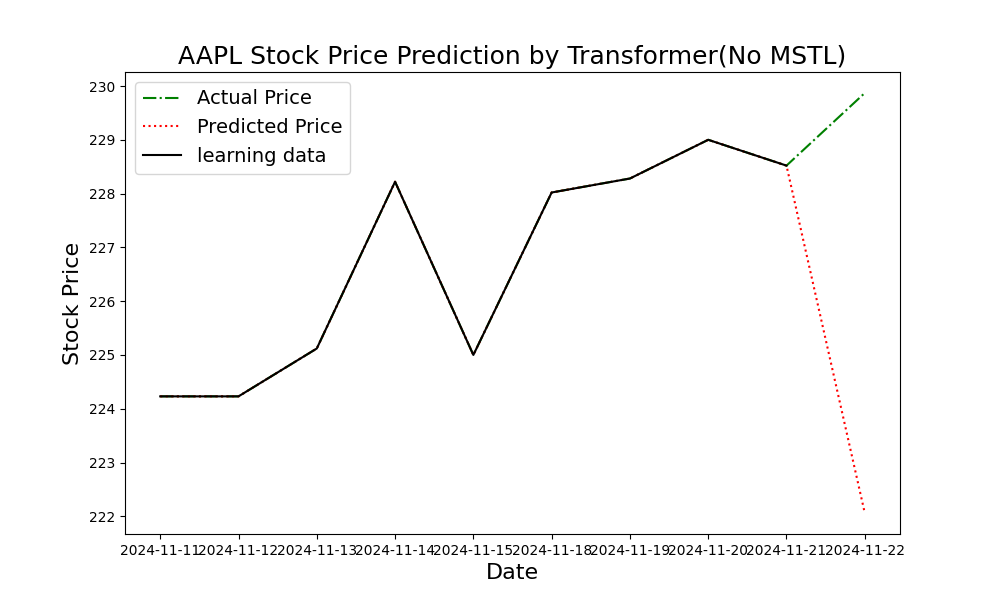 AAPL Stock Price Prediction by Transformer(No MSTL)
Actual Price
Predicted Price
learning data
230
229
228
227
226
225
224
223
222
Stock Price
2024-11-11 2024-11-12 2024-11-13 2024-11-14 2024-11-15 2024-11-18 2024-11-19 2024-11-20 2024-11-21 2024-11-22
Date